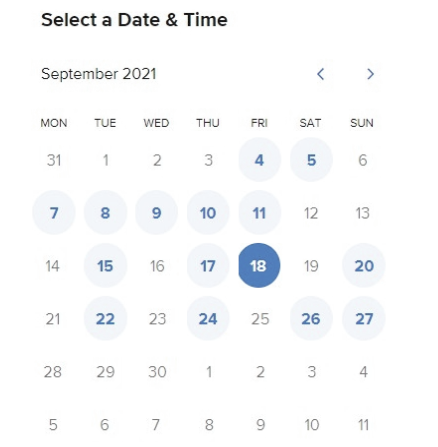 Select a Date & Time
September 2021
MON TUE WED THU FRI SAT SUN
31 1 2 3 4 5 6
7 8 9 10 11 12 13
14 15 16 17 18 19 20
21 22 23 24 25 26 27
28 29 30 1 2 3 4
5 6 7 8 9 10 11